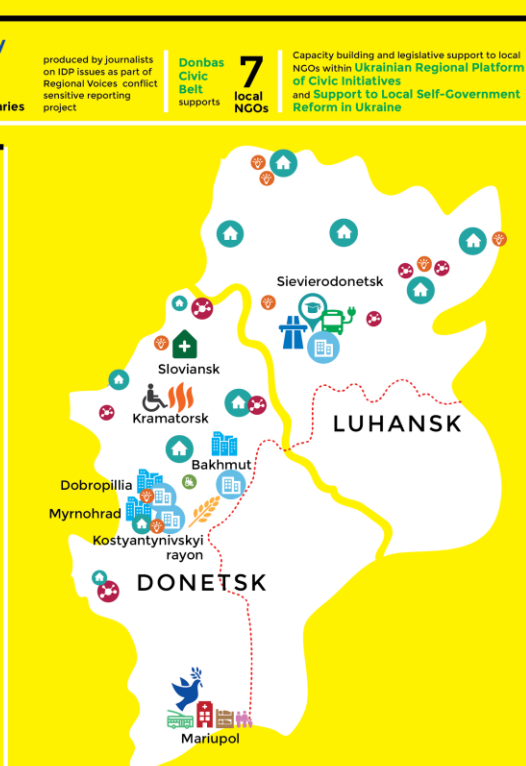 produced by journalists
on IDP issues as part of
Regional Voices conflict
sensitive reporting
project
Donbas
Civic
Belt
supports
7
local
NGOs
Capacity building and legislative support to local
NGOs within Ukrainian Regional Platform
of Civic Initiatives
and Support to Local Self-Government
Reform in Ukraine
Sievierodonetsk
Sloviansk
Kramatorsk
LUHANSK
Bakhmut
Dobropillia
Myrnohrad
Kostyantynivskyi
rayon
DONETSK
Mariupol